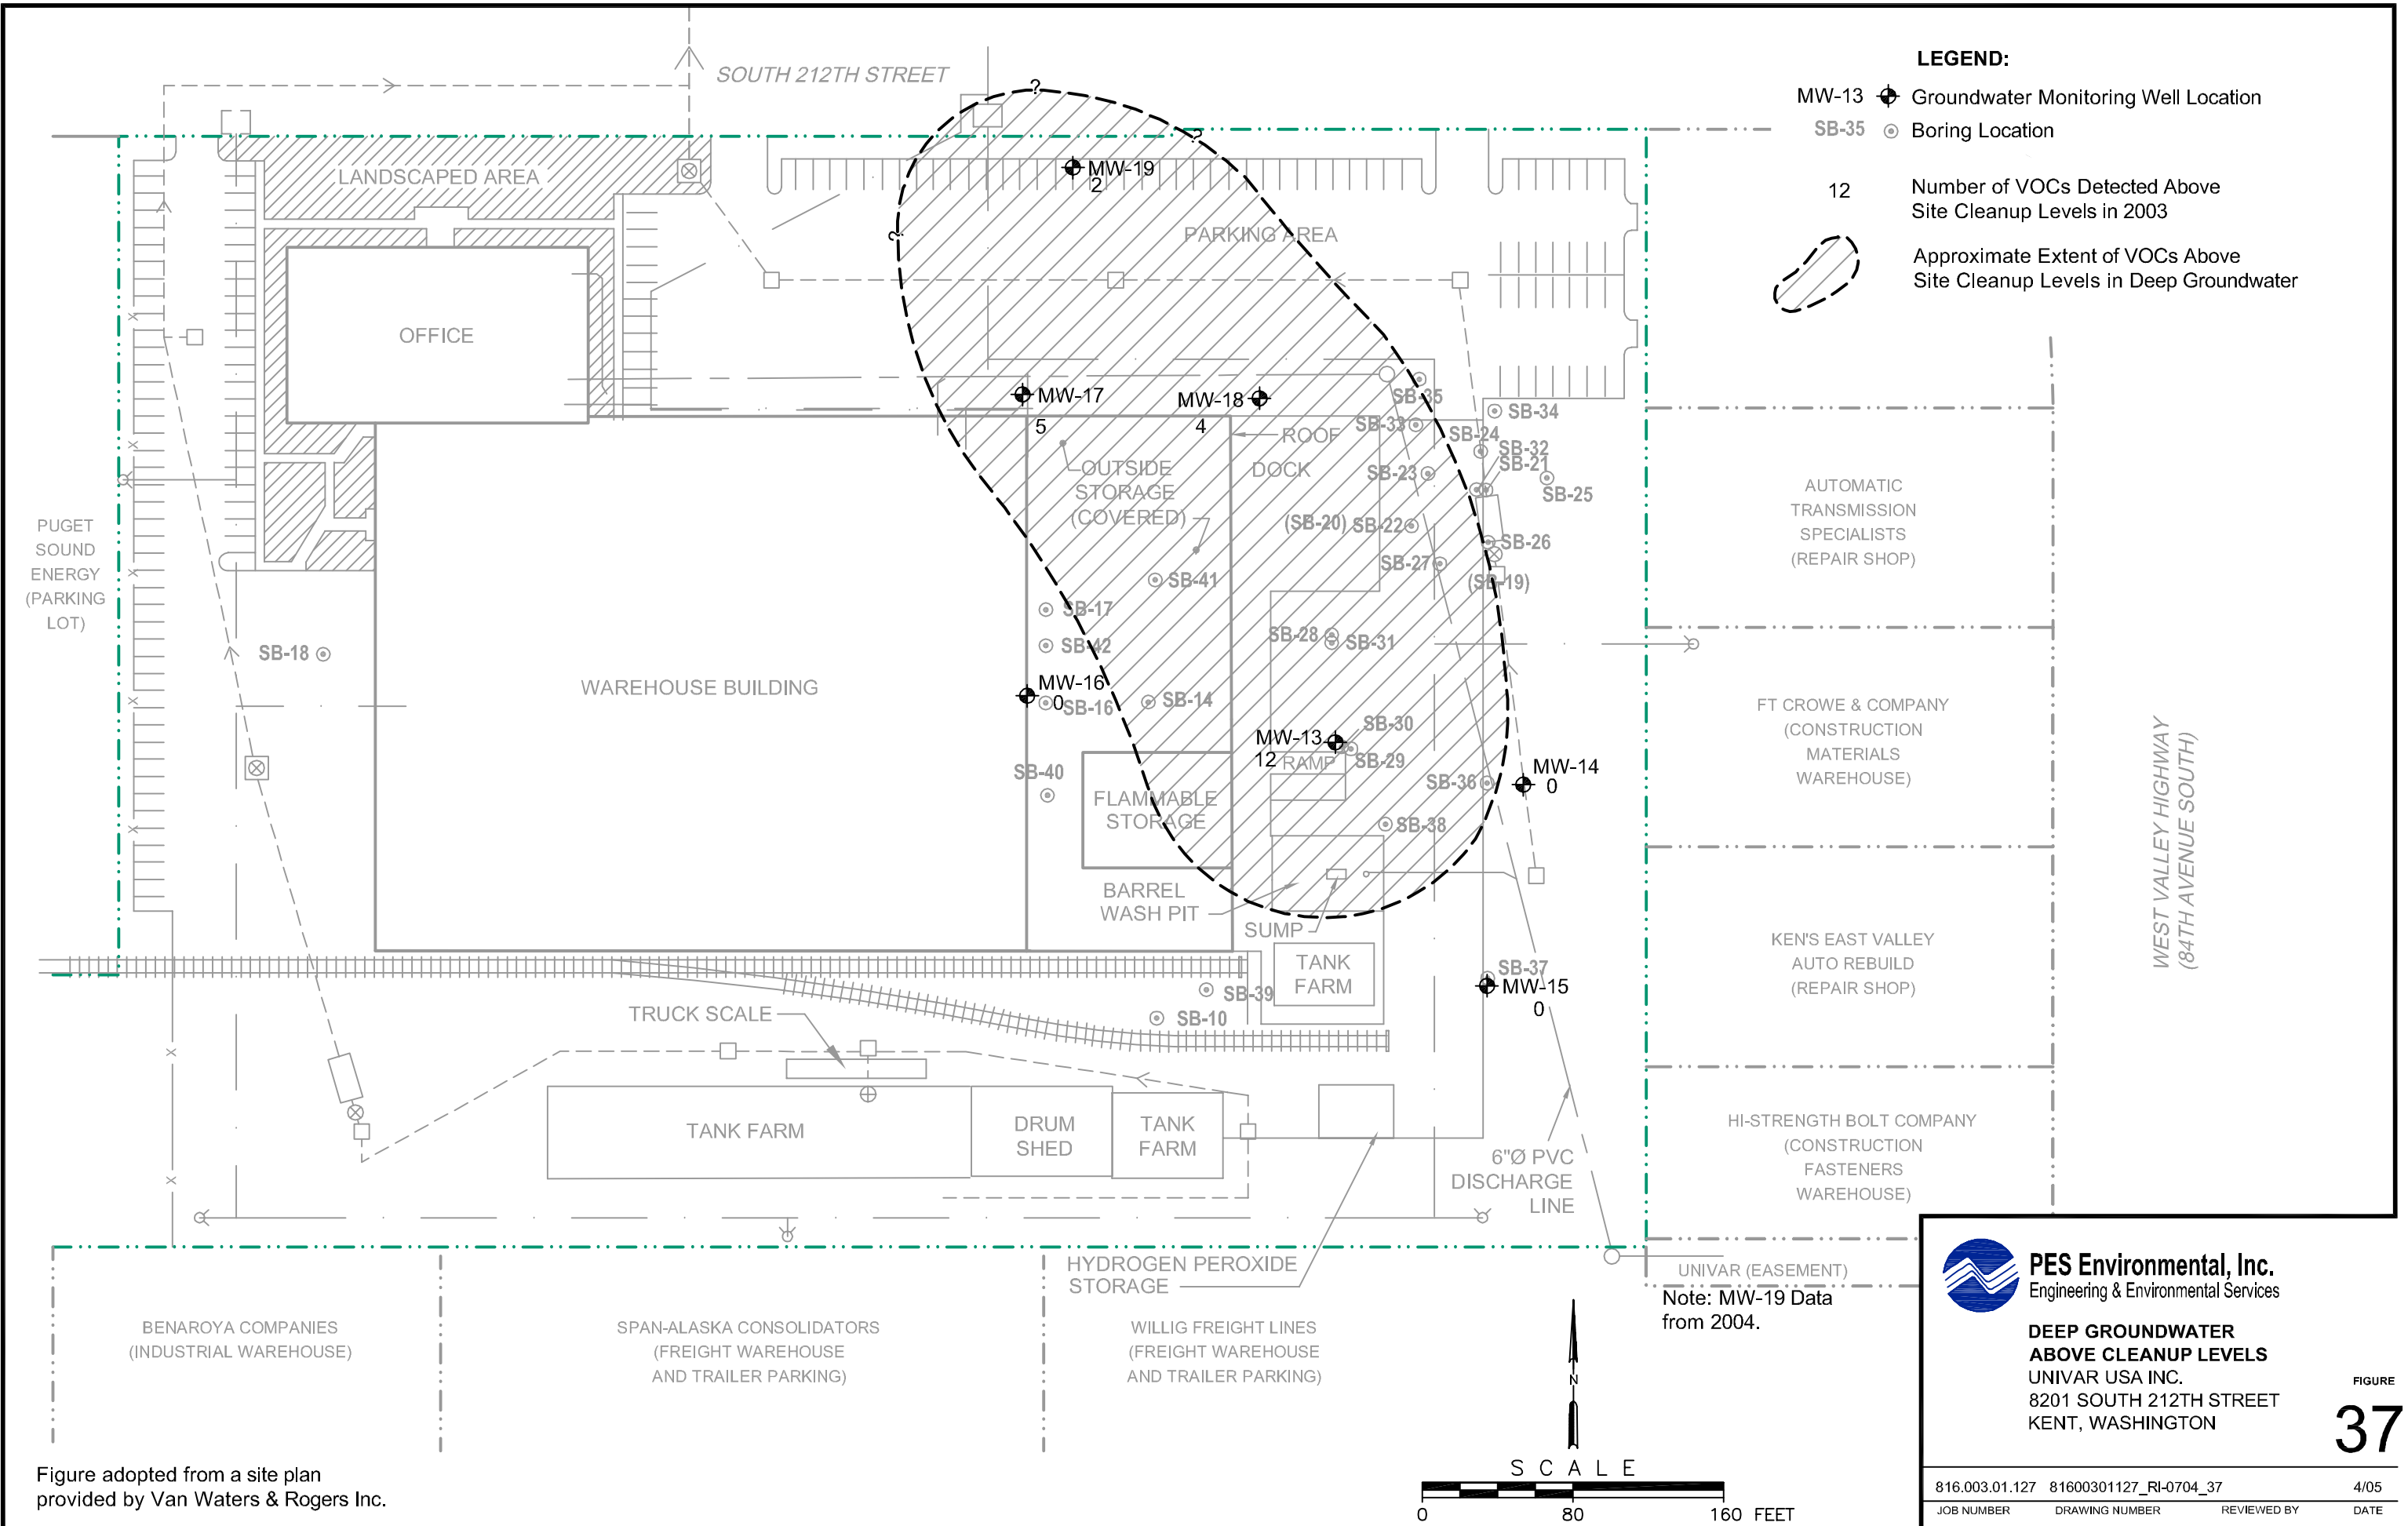 SOUTH 212TH STREET
LEGEND:
MW-13 Groundwater Monitoring Well Location
SB-35 Boring Location
12 Number of VOCs Detected Above
Site Cleanup Levels in 2003
Approximate Extent of VOCs Above
Site Cleanup Levels in Deep Groundwater
?
?
?
LANDSCAPED AREA
MW-19
2
PARKING AREA
OFFICE
MW-17
5
MW-18
4
SB-35
SB-34
SB-33
SB-24
SB-32
SB-21
SB-25
SB-23
ROOF
DOCK
OUTSIDE
STORAGE
(COVERED)
(SB-20)
SB-22
SB-26
SB-27
(SB-19)
SB-41
SB-17
SB-42
SB-28
SB-31
PUGET
SOUND
ENERGY
(PARKING
LOT)
SB-18
WAREHOUSE BUILDING
MW-16
0
SB-16
SB-14
SB-30
MW-13
12
RAMP
SB-29
SB-36
MW-14
0
SB-40
FLAMMABLE
STORAGE
SB-38
BARREL
WASH PIT
SUMP
TANK
FARM
SB-37
MW-15
0
SB-39
SB-10
TRUCK SCALE
TANK FARM
DRUM
SHED
TANK
FARM
6"Ø PVC
DISCHARGE
LINE
HYDROGEN PEROXIDE
STORAGE
AUTOMATIC
TRANSMISSION
SPECIALISTS
(REPAIR SHOP)
FT CROWE & COMPANY
(CONSTRUCTION
MATERIALS
WAREHOUSE)
KEN'S EAST VALLEY
AUTO REBUILD
(REPAIR SHOP)
HI-STRENGTH BOLT COMPANY
(CONSTRUCTION
FASTENERS
WAREHOUSE)
WEST VALLEY HIGHWAY
(84TH AVENUE SOUTH)
UNIVAR (EASEMENT)
Note: MW-19 Data
from 2004.
BENAROYA COMPANIES
(INDUSTRIAL WAREHOUSE)
SPAN-ALASKA CONSOLIDATORS
(FREIGHT WAREHOUSE
AND TRAILER PARKING)
WILLIG FREIGHT LINES
(FREIGHT WAREHOUSE
AND TRAILER PARKING)
N
SCALE
0 80 160 FEET
Figure adopted from a site plan
provided by Van Waters & Rogers Inc.
PES Environmental, Inc.
Engineering & Environmental Services
DEEP GROUNDWATER
ABOVE CLEANUP LEVELS
UNIVAR USA INC.
8201 SOUTH 212TH STREET
KENT, WASHINGTON
FIGURE
37
816.003.01.127 81600301127_RI-0704_37 4/05
JOB NUMBER DRAWING NUMBER REVIEWED BY DATE